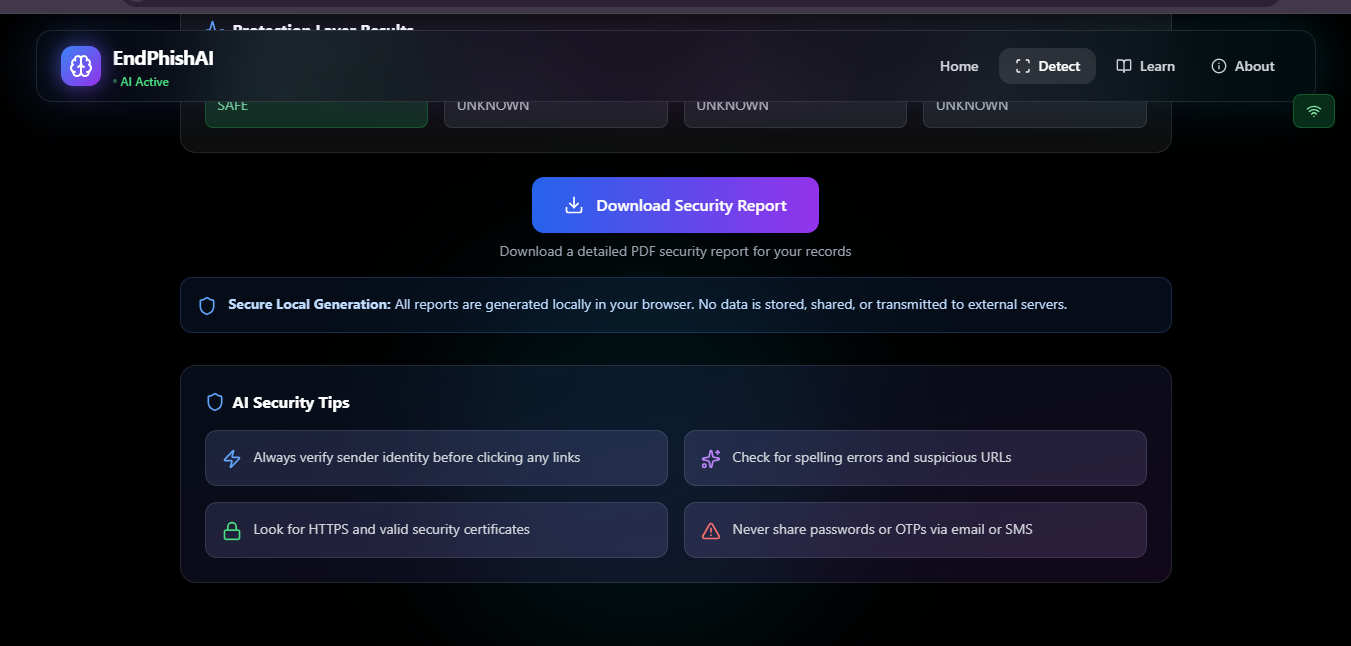 Protection Layer Results
EndPhishAI
AI Active
Home
Detect
Learn
About
SAFE
UNKNOWN
UNKNOWN
UNKNOWN
Download Security Report
Download a detailed PDF security report for your records
Secure Local Generation: All reports are generated locally in your browser. No data is stored, shared, or transmitted to external servers.
AI Security Tips
Always verify sender identity before clicking any links
Check for spelling errors and suspicious URLs
Look for HTTPS and valid security certificates
Never share passwords or OTPs via email or SMS